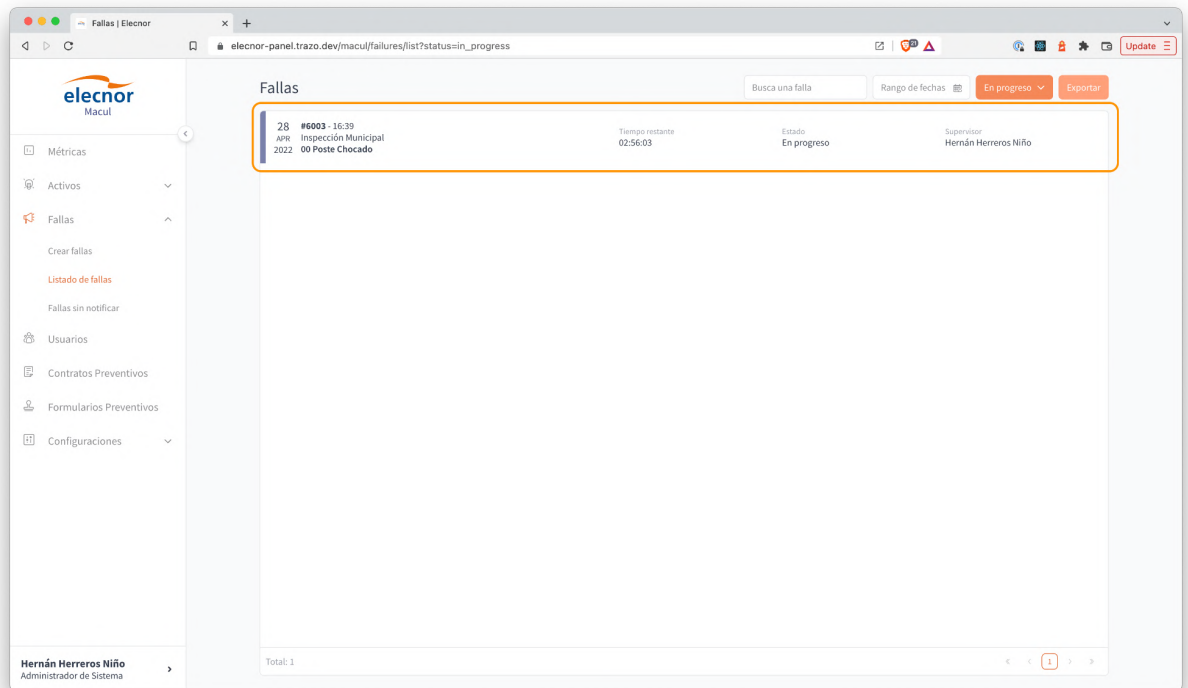 Fallas | Elecnor
elecnor-panel.trazo.dev/macul/failures/list?status=in_progress
21
Update
elecnor
Macul
Métricas
Activos
Fallas
Crear fallas
Listado de fallas
Fallas sin notificar
Usuarios
Contratos Preventivos
Formularios Preventivos
Configuraciones
Hernán Herreros Niño
Administrador de Sistema
Fallas
Busca una falla
Rango de fechas
En progreso
Exportar
28
APR
2022
#6003 - 16:39
Inspección Municipal
00 Poste Chocado
Tiempo restante
02:56:03
Estado
En progreso
Supervisor
Hernán Herreros Niño
Total: 1
1